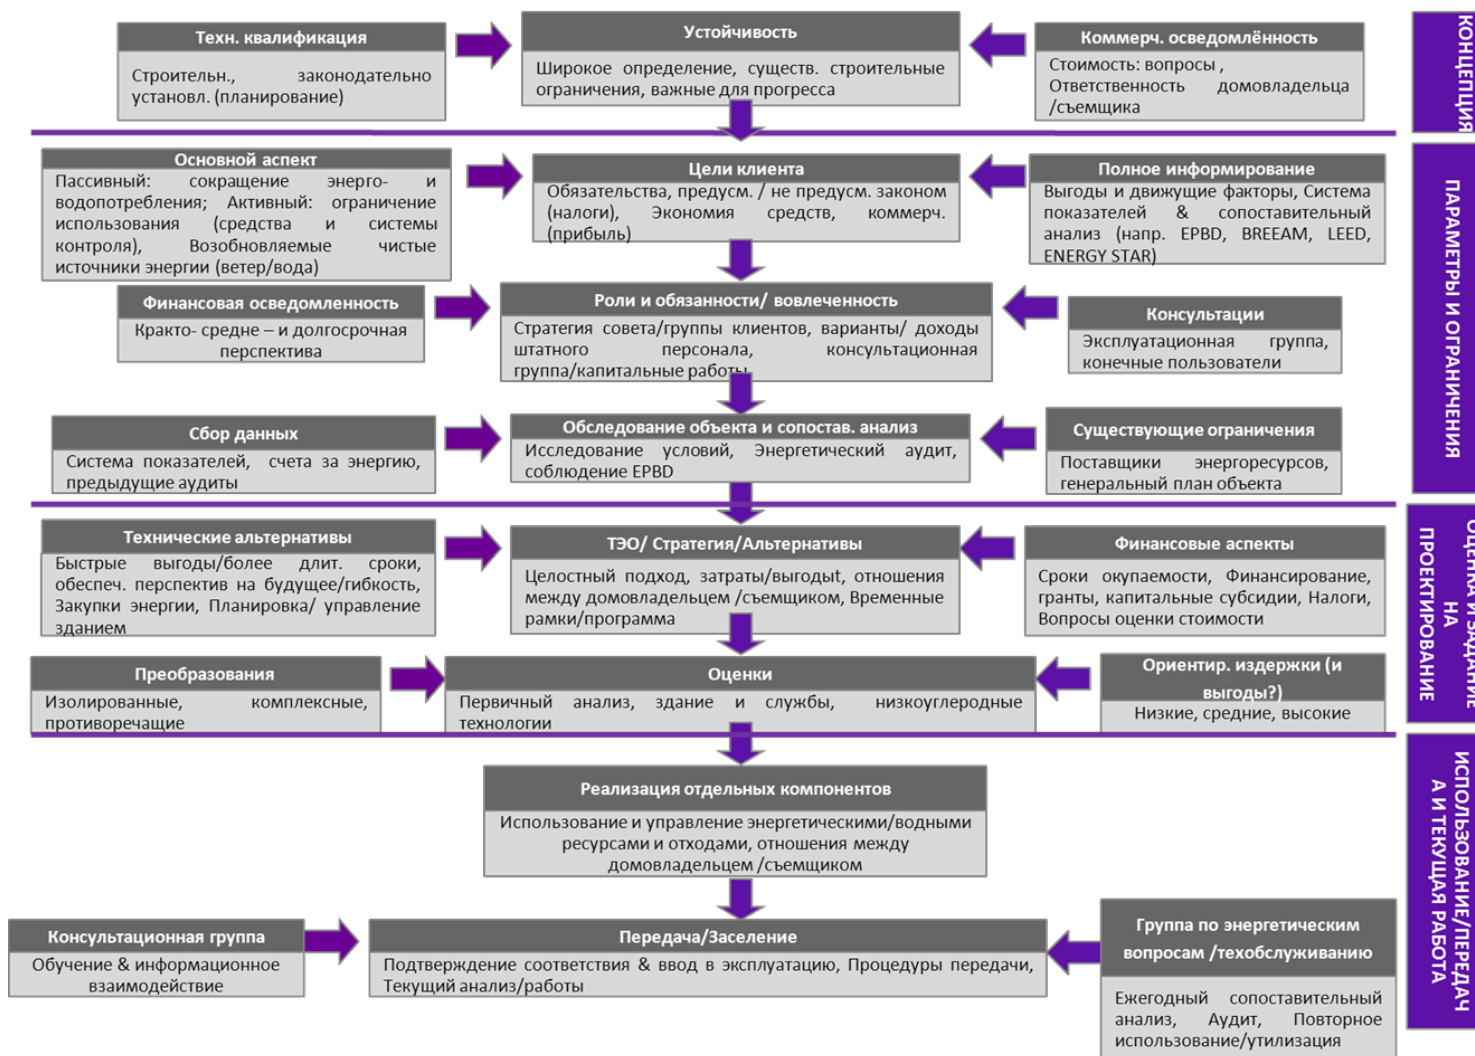 Техн. квалификация
Строительн., законодательно
установл. (планирование)
Устойчивость
Широкое определение, существ. строительные
ограничения, важные для прогресса
Коммерч. осведомлённость
Стоимость: вопросы ,
Ответственность домовладельца
/съемщика
КОНЦЕПЦИЯ
Основной аспект
Пассивный: сокращение энерго- и
водопотребления; Активный: ограничение
использования (средства и системы
контроля), Возобновляемые чистые
источники энергии (ветер/вода)
Цели клиента
Обязательства, предусм. / не предусм. законом
(налоги), Экономия средств, коммерч.
(прибыль)
Полное информирование
Выгоды и движущие факторы, Система
показателей & сопоставительный
анализ (напр. EPBD, BREEAM, LEED,
ENERGY STAR)
Финансовая осведомленность
Кракто- средне – и долгосрочная
перспектива
Роли и обязанности/ вовлеченность
Стратегия совета/группы клиентов, варианты/ доходы
штатного персонала, консультационная
группа/капитальные работы
Консультации
Эксплуатационная группа,
конечные пользователи
Сбор данных
Система показателей, счета за энергию,
предыдущие аудиты
Обследование объекта и сопостав. анализ
Исследование условий, Энергетический аудит,
соблюдение EPBD
Существующие ограничения
Поставщики энергоресурсов,
генеральный план объекта
ПАРАМЕТРЫ И ОГРАНИЧЕНИЯ
Технические альтернативы
Быстрые выгоды/более длит. сроки,
обеспеч. перспектив на будущее/гибкость,
Закупки энергии, Планировка/ управление
зданием
ТЭО/ Стратегия/Альтернативы
Целостный подход, затраты/выгодыt, отношения
между домовладельцем /съемщиком, Временные
рамки/программа
Финансовые аспекты
Сроки окупаемости, Финансирование,
гранты, капитальные субсидии, Налоги,
Вопросы оценки стоимости
Преобразования
Изолированные, комплексные,
противоречащие
Оценки
Первичный анализ, здание и службы, низкоуглеродные
технологии
Ориентир. издержки (и
выгоды?)
Низкие, средние, высокие
ОЦЕНКА И ЗАДАНИЕ
НА
ПРОЕКТИРОВАНИЕ
Реализация отдельных компонентов
Использование и управление энергетическими/водными
ресурсами и отходами, отношения между
домовладельцем /съемщиком
Консультационная группа
Обучение & информационное
взаимодействие
Передача/Заселение
Подтверждение соответствия & ввод в эксплуатацию, Процедуры передачи,
Текущий анализ/работы
Группа по энергетическим
вопросам /техобслуживанию
Ежегодный сопоставительный
анализ, Аудит, Повторное
использование/утилизация
ИСПОЛЬЗОВАНИЕ/ПЕРЕДАЧ
А И ТЕКУЩАЯ РАБОТА